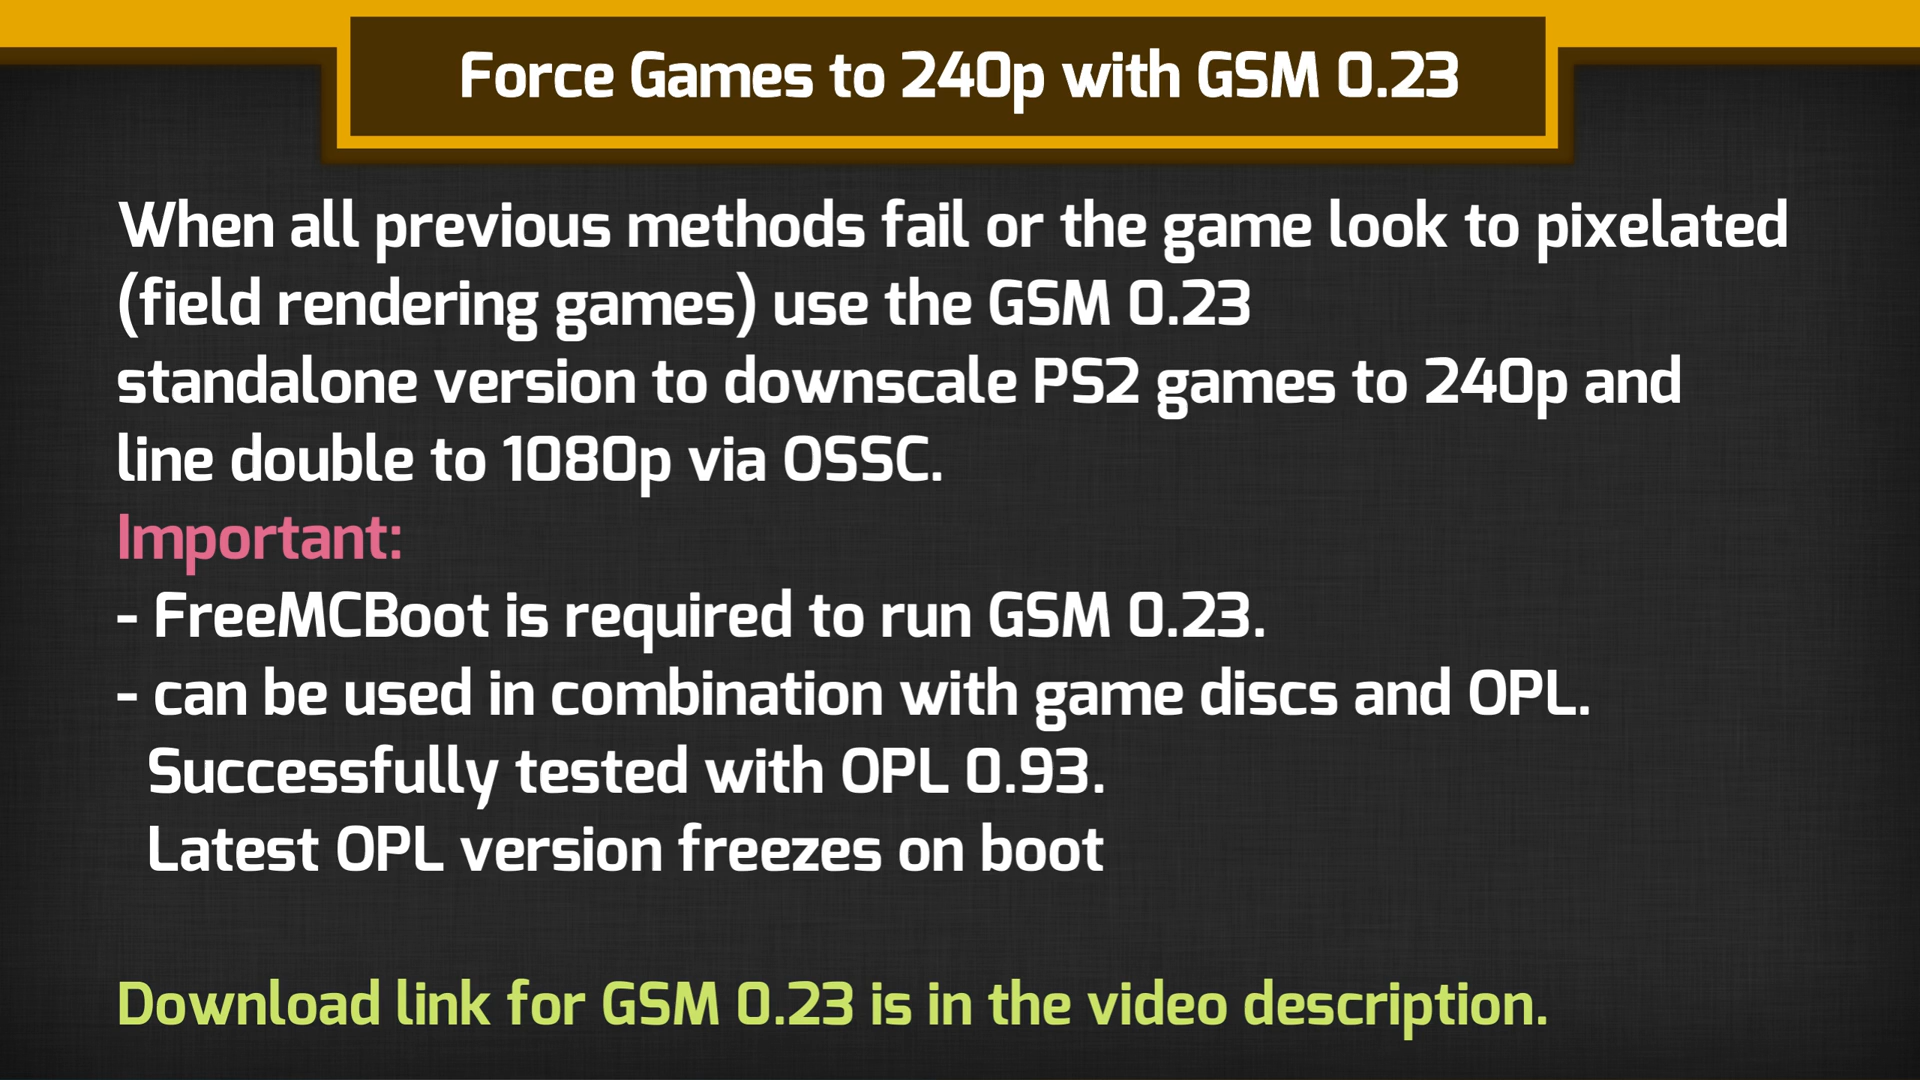 Force Games to 240p with GSM 0.23
When all previous methods fail or the game look to pixelated
(field rendering games) use the GSM 0.23
standalone version to downscale PS2 games to 240p and
line double to 1080p via OSSC.
Important:
- FreeMCBoot is required to run GSM 0.23.
- can be used in combination with game discs and OPL.
Successfully tested with OPL 0.93.
Latest OPL version freezes on boot
Download link for GSM 0.23 is in the video description.